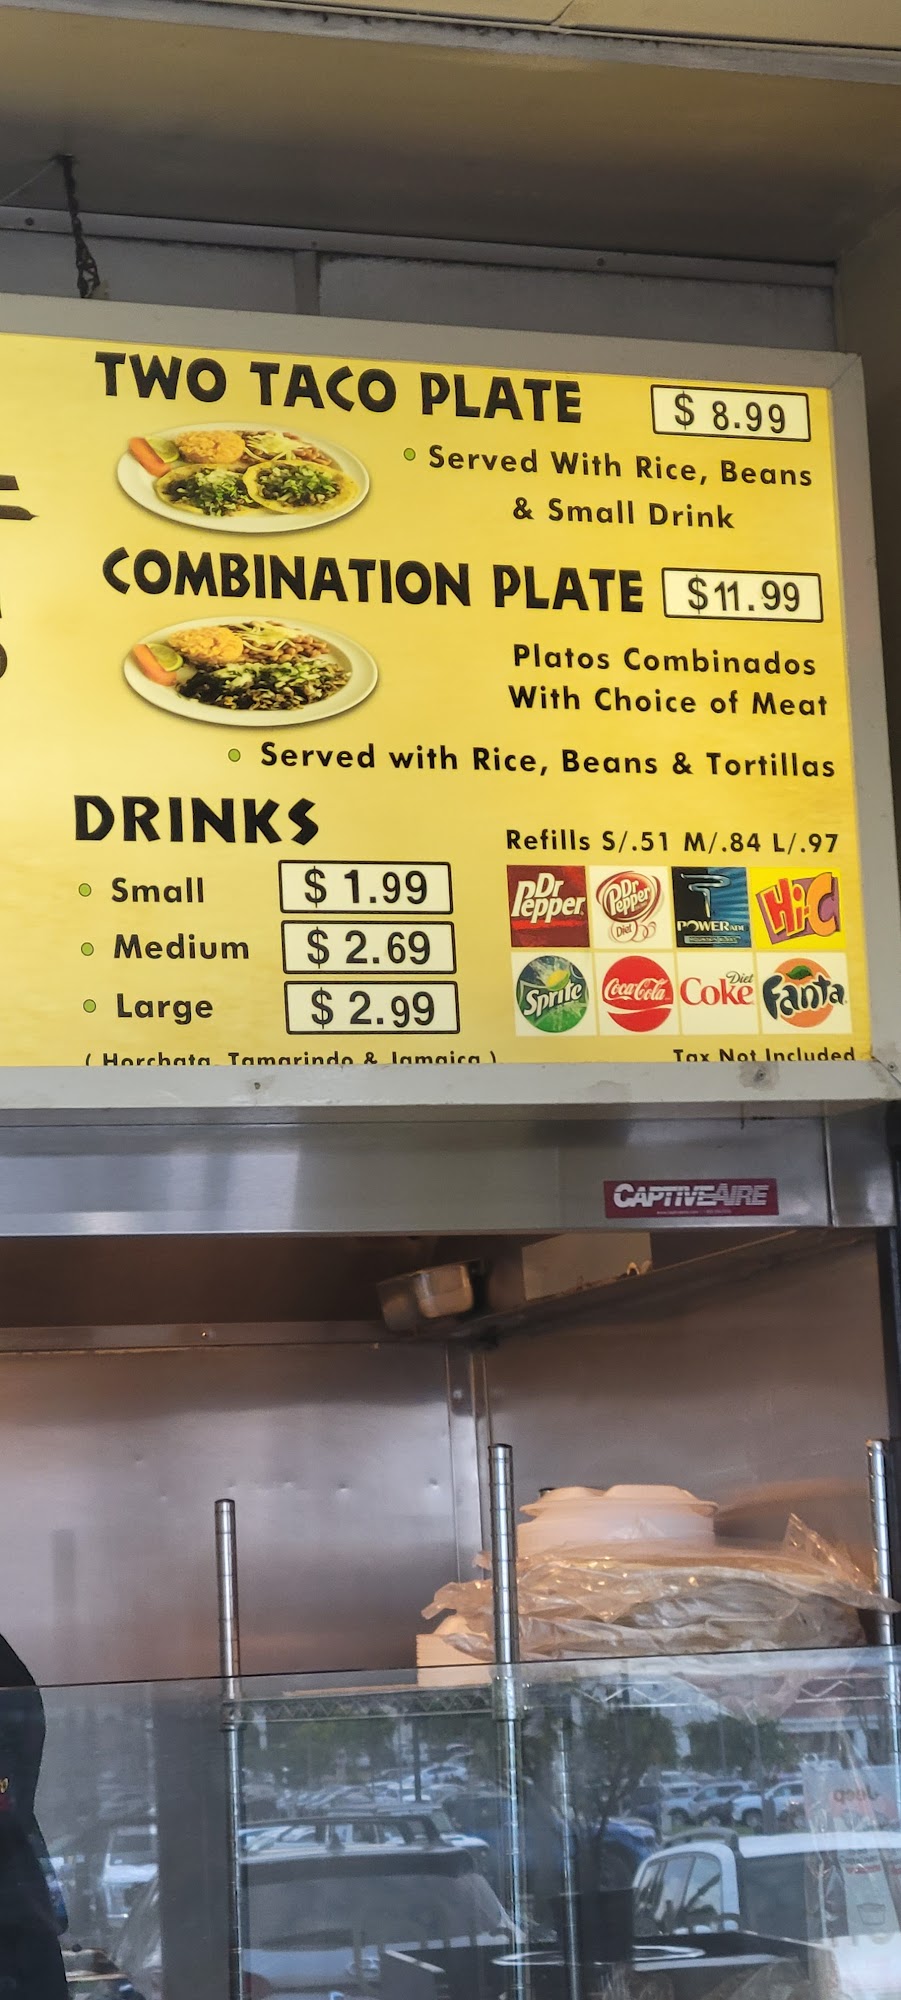 TWO TACO PLATE $ 8.99
Served With Rice, Beans
& Small Drink
COMBINATION PLATE $11.99
Platos Combinados
With Choice of Meat
Served with Rice, Beans & Tortillas
DRINKS
Small $ 1.99
Medium $ 2.69
Large $ 2.99
( Horchata, Tamarindo & Jamaica )
Refills S/.51 M/.84 L/.97
Dr Pepper
Dr Pepper Diet
POWERade
Hi-C
Sprite
Coca-Cola
Diet Coke
Fanta
Tax Not Included
CAPTIVEAIRE
Jeep